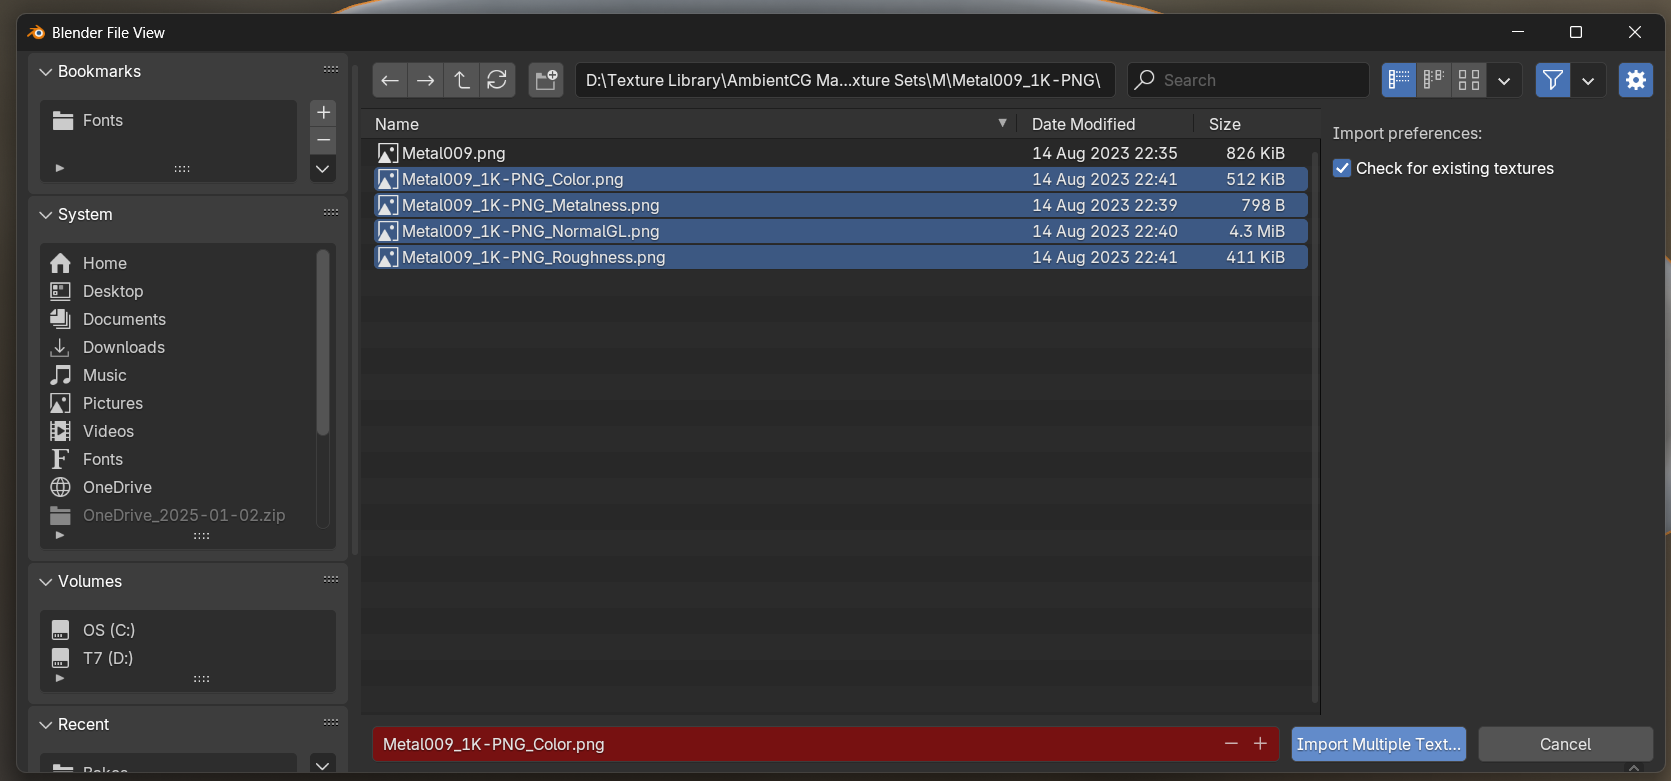 Blender File View
Bookmarks
Fonts
System
Home
Desktop
Documents
Downloads
Music
Pictures
Videos
Fonts
OneDrive
OneDrive_2025-01-02.zip
Volumes
OS (C:)
T7 (D:)
Recent
D:\Texture Library\AmbientCG Ma...xture Sets\M\Metal009_1K-PNG\
Search
Name Date Modified Size
Metal009.png 14 Aug 2023 22:35 826 KiB
Metal009_1K-PNG_Color.png 14 Aug 2023 22:41 512 KiB
Metal009_1K-PNG_Metalness.png 14 Aug 2023 22:39 798 B
Metal009_1K-PNG_NormalGL.png 14 Aug 2023 22:40 4.3 MiB
Metal009_1K-PNG_Roughness.png 14 Aug 2023 22:41 411 KiB
Import preferences:
Check for existing textures
Metal009_1K-PNG_Color.png
Import Multiple Text...
Cancel